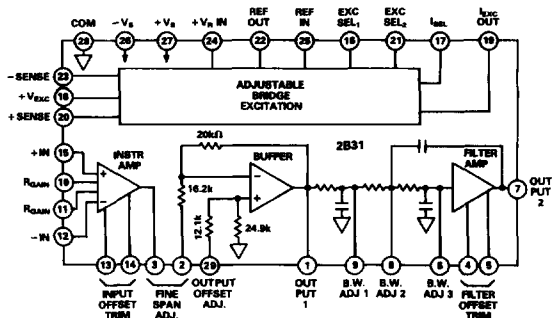 COM
– VS
+ VS
+ VR IN
REF OUT
REF IN
EXC SEL1
EXC SEL2
ISEL
IEXC OUT
28
26
27
24
22
25
18
21
17
19
– SENSE
23
+ VEXC
16
+ SENSE
20
ADJUSTABLE
BRIDGE
EXCITATION
20kΩ
BUFFER
2B31
FILTER
AMP
+ IN
15
INSTR
AMP
RGAIN
10
RGAIN
11
– IN
12
16.2k
12.1k
24.9k
7
OUT
PUT 2
13
14
3
2
29
1
9
8
6
4
5
INPUT
OFFSET
TRIM
FINE
SPAN
ADJ.
OUTPUT
OFFSET
ADJ.
OUT
PUT
1
B.W.
ADJ 1
B.W.
ADJ 2
B.W.
ADJ 3
FILTER
OFFSET
TRIM